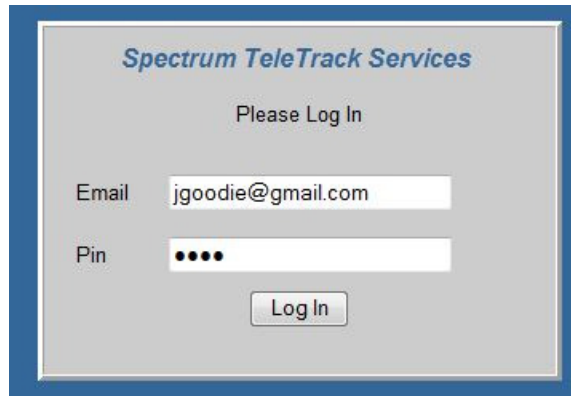 Spectrum TeleTrack Services
Please Log In
Email jgoodie@gmail.com
Pin ••••
Log In